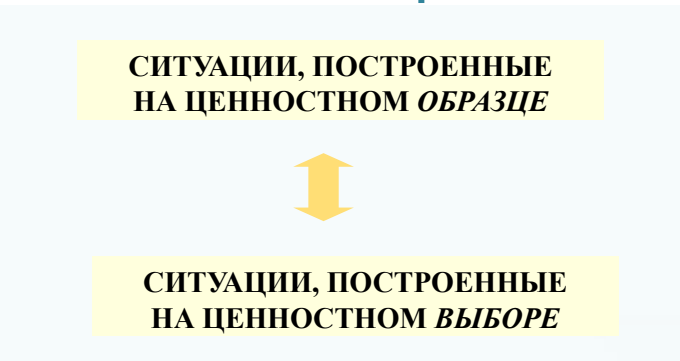 СИТУАЦИИ, ПОСТРОЕННЫЕ
НА ЦЕННОСТНОМ ОБРАЗЦЕ
СИТУАЦИИ, ПОСТРОЕННЫЕ
НА ЦЕННОСТНОМ ВЫБОРЕ